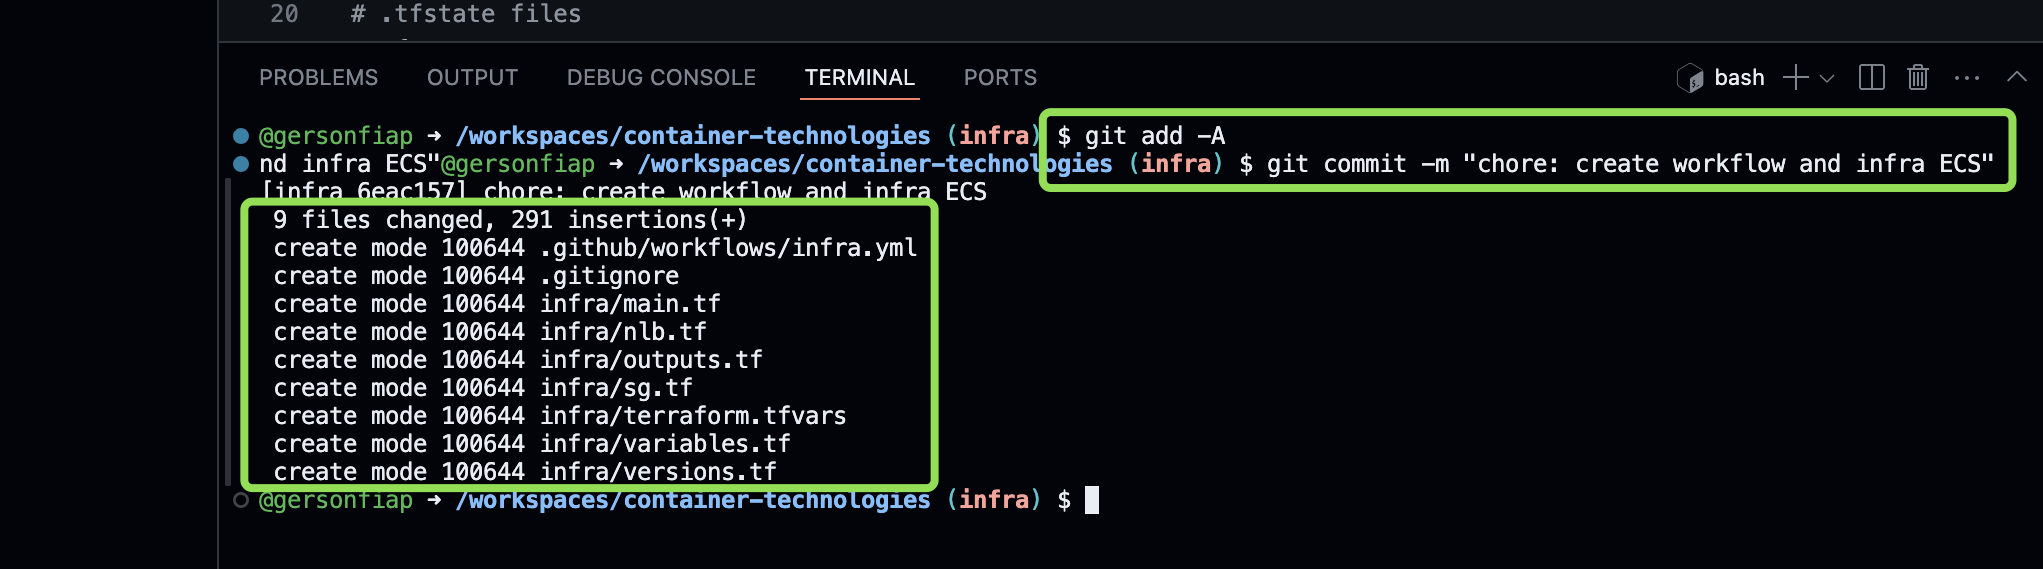 20 # .tfstate files
PROBLEMS OUTPUT DEBUG CONSOLE TERMINAL PORTS bash
@gersonfiap → /workspaces/container-technologies (infra) $ git add -A
nd infra ECS"@gersonfiap → /workspaces/container-technologies (infra) $ git commit -m "chore: create workflow and infra ECS"
[infra 6eac157] chore: create workflow and infra ECS
9 files changed, 291 insertions(+)
create mode 100644 .github/workflows/infra.yml
create mode 100644 .gitignore
create mode 100644 infra/main.tf
create mode 100644 infra/nlb.tf
create mode 100644 infra/outputs.tf
create mode 100644 infra/sg.tf
create mode 100644 infra/terraform.tfvars
create mode 100644 infra/variables.tf
create mode 100644 infra/versions.tf
@gersonfiap → /workspaces/container-technologies (infra) $